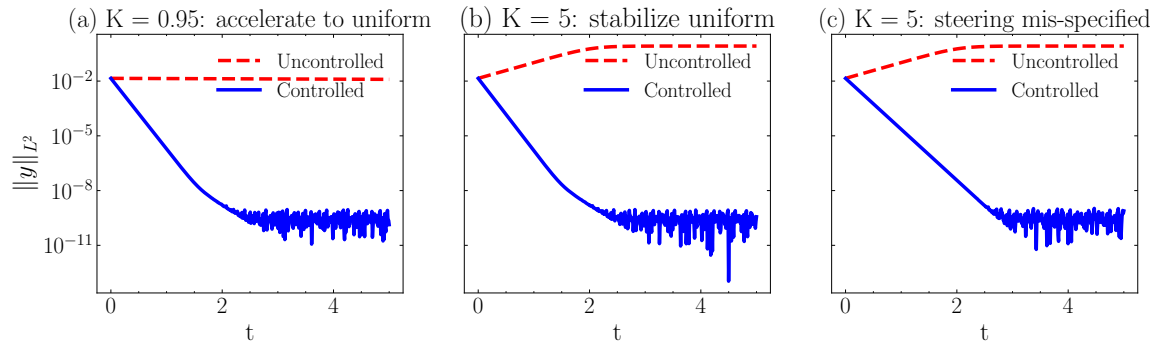 (a) K = 0.95: accelerate to uniform
(b) K = 5: stabilize uniform
(c) K = 5: steering mis-specified
Uncontrolled
Controlled
Uncontrolled
Controlled
Uncontrolled
Controlled
||y||_{L^2}
10^{-2}
10^{-5}
10^{-8}
10^{-11}
0 2 4
0 2 4
0 2 4
t
t
t